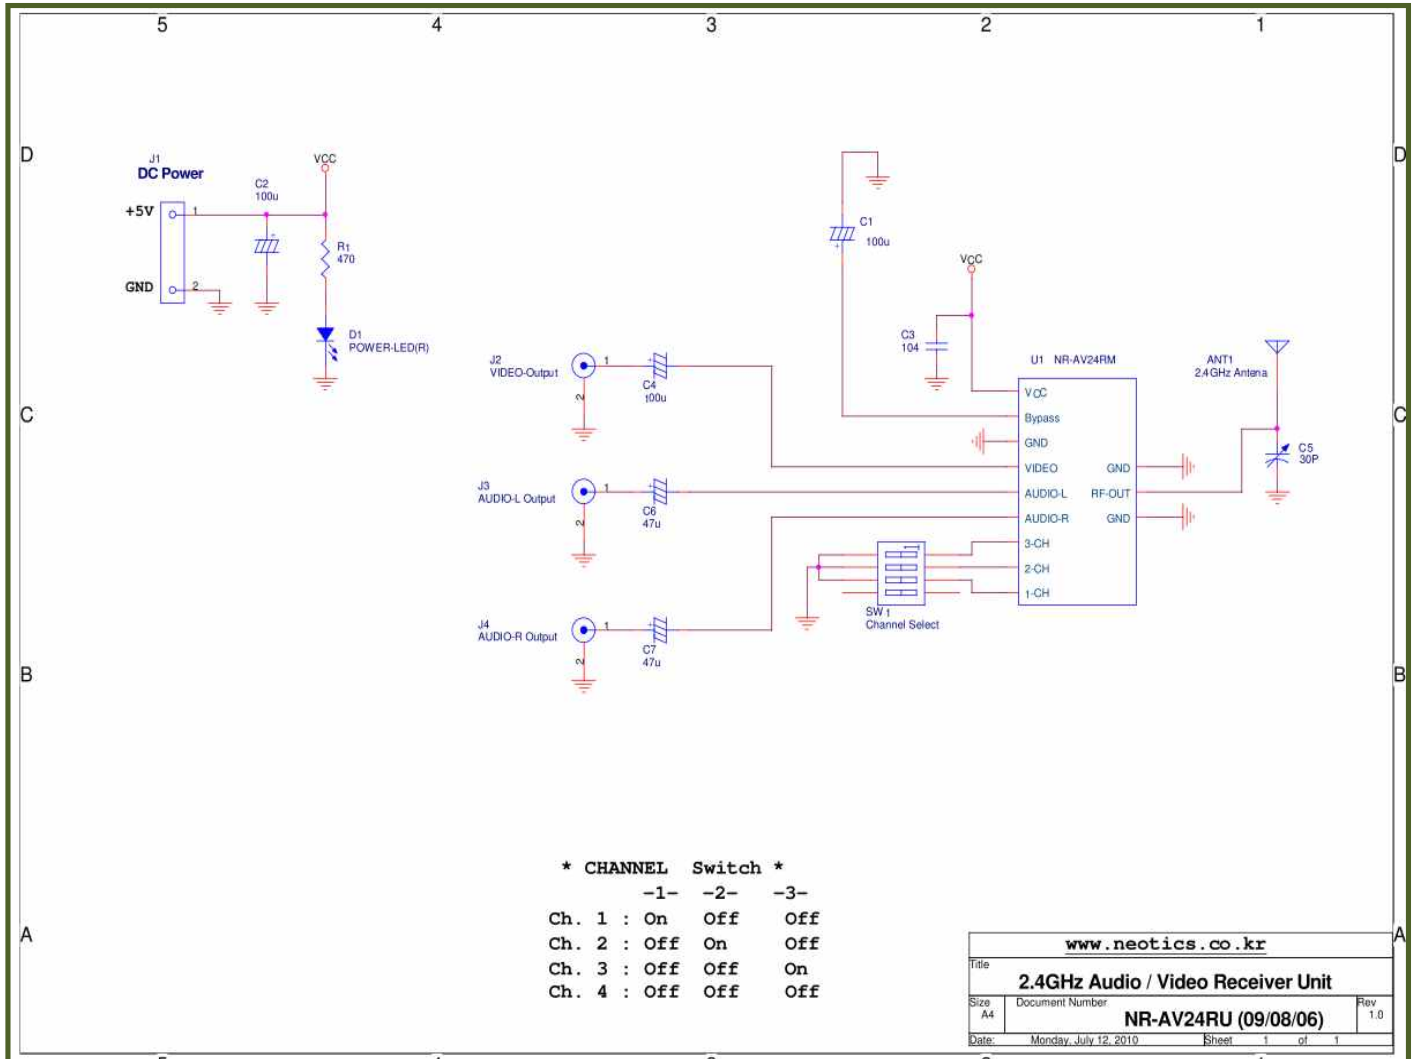 5 4 3 2 1
D D
J1
DC Power
+5V
1
GND
2
C2
100u
VCC
R1
470
D1
POWER-LED(R)
C1
100u
VCC
C3
104
U1 NR-AV24RM
ANT1
2.4GHz Antena
J2
VIDEO-Output
1
2
C4
100u
C C
VCC
Bypass
GND
VIDEO
AUDIO-L
AUDIO-R
3-CH
2-CH
1-CH
GND
RF-OUT
GND
C5
30P
J3
AUDIO-L Output
1
2
C6
47u
SW1
Channel Select
J4
AUDIO-R Output
1
2
C7
47u
B B
* CHANNEL Switch *
-1- -2- -3-
Ch. 1 : On Off Off
Ch. 2 : Off On Off
Ch. 3 : Off Off On
Ch. 4 : Off Off Off
A A
www.neotics.co.kr
Title
2.4GHz Audio / Video Receiver Unit
Size
A4
Document Number
NR-AV24RU (09/08/06)
Rev
1.0
Date: Monday, July 12, 2010 Sheet 1 of 1